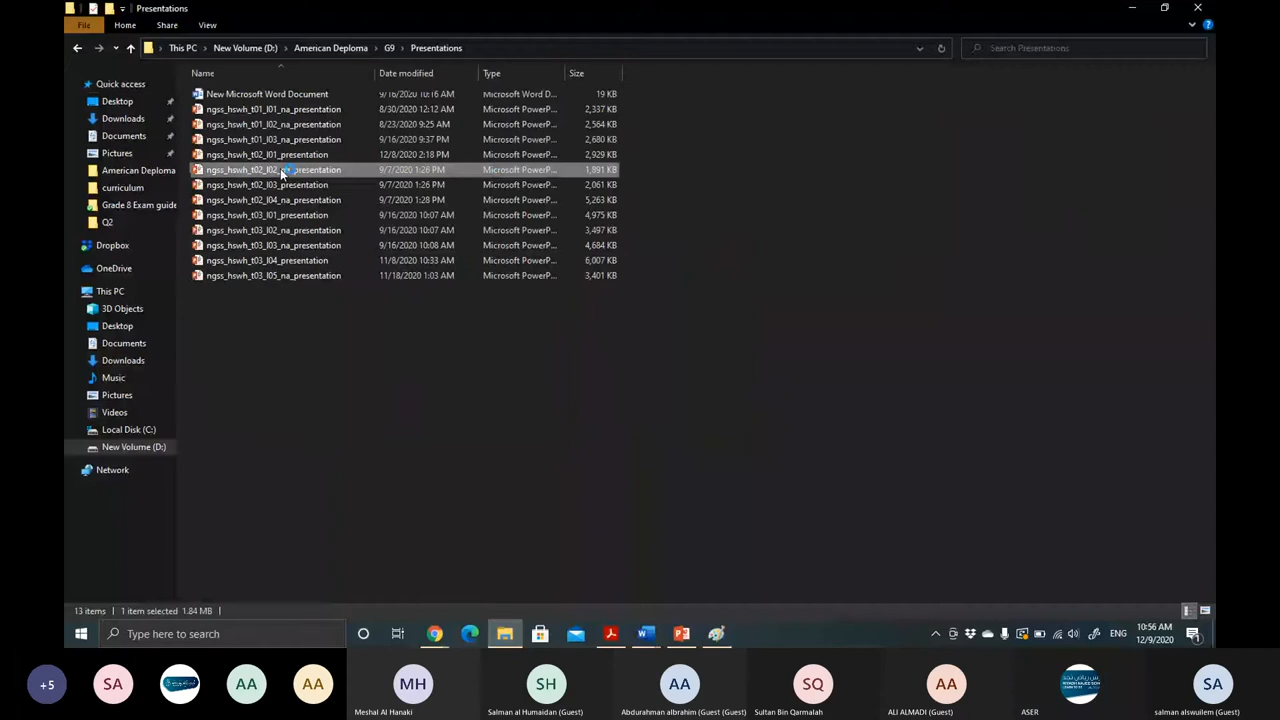 Presentations
File Home Share View
This PC New Volume (D:) American Deploma G9 Presentations Search Presentations
Name Date modified Type Size
Quick access
Desktop
Downloads
Documents
Pictures
American Deploma
curriculum
Grade 8 Exam guide
Q2
Dropbox
OneDrive
This PC
3D Objects
Desktop
Documents
Downloads
Music
Pictures
Videos
Local Disk (C:)
New Volume (D:)
Network
New Microsoft Word Document 9/16/2020 10:16 AM Microsoft Word D... 19 KB
ngss_hswh_t01_l01_na_presentation 8/30/2020 12:12 AM Microsoft PowerP... 2,337 KB
ngss_hswh_t01_l02_na_presentation 8/23/2020 9:25 AM Microsoft PowerP... 2,564 KB
ngss_hswh_t01_l03_na_presentation 9/16/2020 9:37 PM Microsoft PowerP... 2,680 KB
ngss_hswh_t02_l01_presentation 12/8/2020 2:18 PM Microsoft PowerP... 2,929 KB
9/7/2020 1:26 PM Microsoft PowerP... 1,891 KB
ngss_hswh_t02_l03_presentation 9/7/2020 1:26 PM Microsoft PowerP... 2,061 KB
ngss_hswh_t02_l04_na_presentation 9/7/2020 1:28 PM Microsoft PowerP... 5,263 KB
ngss_hswh_t03_l01_presentation 9/16/2020 10:07 AM Microsoft PowerP... 4,975 KB
ngss_hswh_t03_l02_na_presentation 9/16/2020 10:07 AM Microsoft PowerP... 3,497 KB
ngss_hswh_t03_l03_na_presentation 9/16/2020 10:08 AM Microsoft PowerP... 4,684 KB
ngss_hswh_t03_l04_presentation 11/8/2020 10:33 AM Microsoft PowerP... 6,007 KB
ngss_hswh_t03_l05_na_presentation 11/18/2020 1:03 AM Microsoft PowerP... 3,401 KB
13 items 1 item selected 1.84 MB
Type here to search
ENG
10:56 AM
12/9/2020
1
+5 SA AA AA MH SH AA SQ AA SA
Meshal Al Hanaki Salman al Humaidan (Guest) Abdurahman albrahim (Guest) (Guest) Sultan Bin Qarmalah ALI ALMADI (Guest) ASER salman alswuilem (Guest)